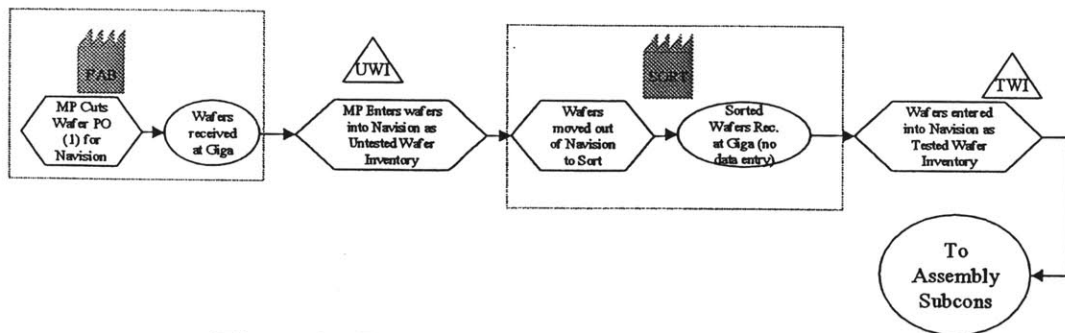 FAB
MP Cuts
Wafer PO
(1) for
Navision
Wafers
received
at Giga
UWI
MP Enters wafers
into Navision as
Untested Wafer
Inventory
SORT
Wafers
moved out
of Navision
to Sort
Sorted
Wafers Rec.
at Giga (no
data entry)
TWI
Wafers entered
into Navision as
Tested Wafer
Inventory
To
Assembly
Subcons